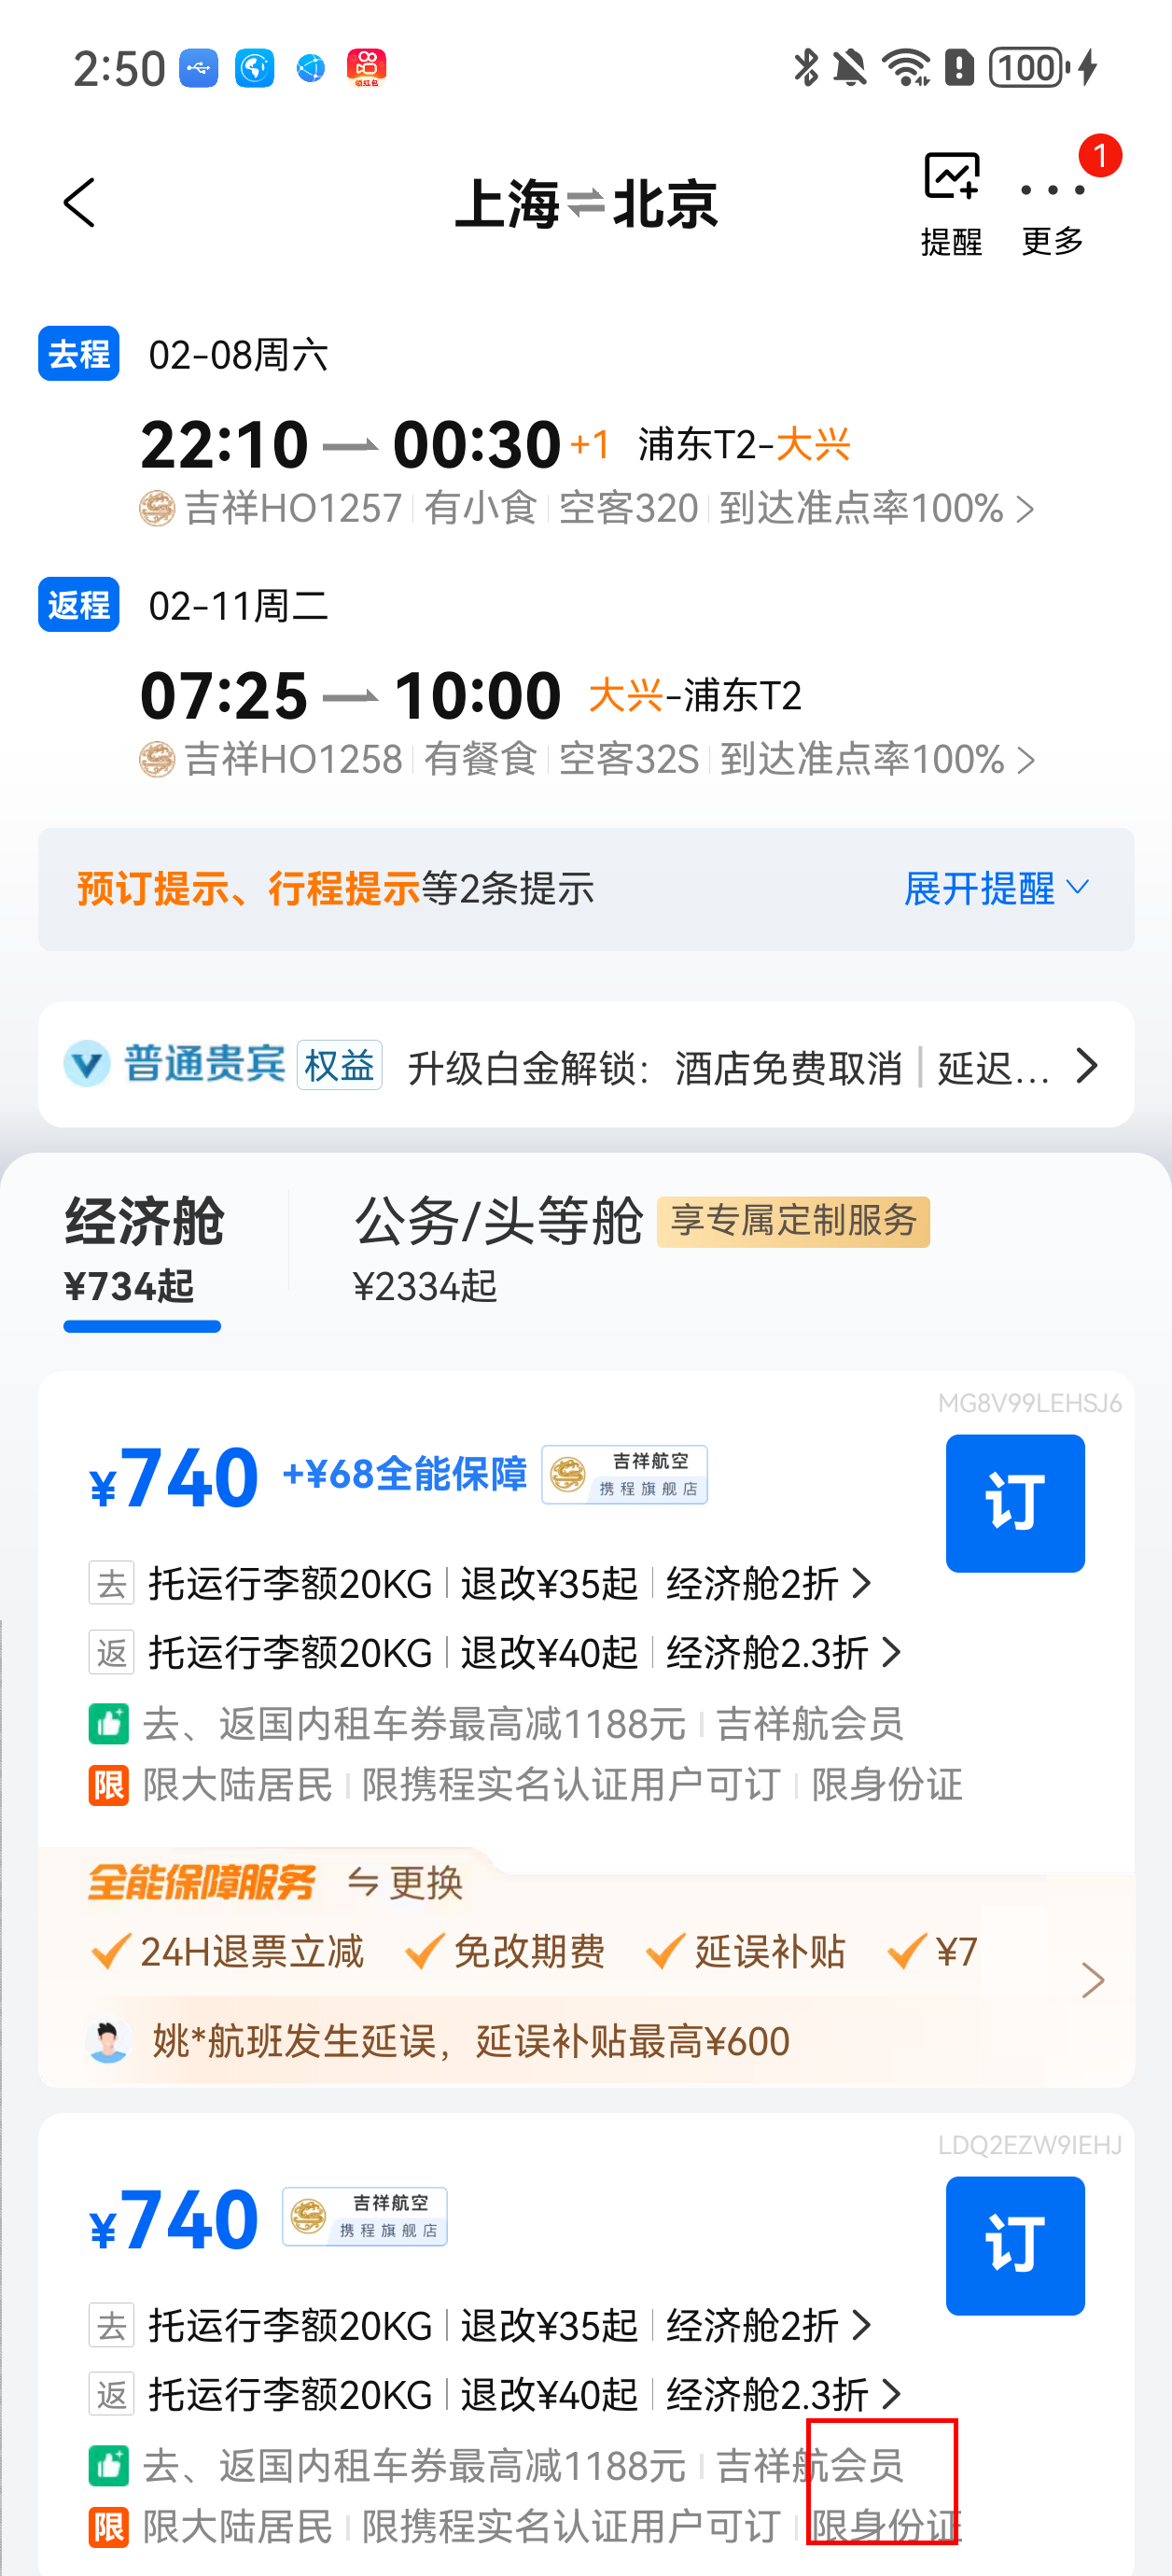 2:50
100
上海⇌北京
提醒
更多
1
去程 02-08周六
22:10 00:30 +1 浦东T2-大兴
吉祥HO1257 有小食 空客320 到达准点率100%
返程 02-11周二
07:25 10:00 大兴-浦东T2
吉祥HO1258 有餐食 空客32S 到达准点率100%
预订提示、行程提示等2条提示 展开提醒
普通贵宾 权益 升级白金解锁：酒店免费取消 | 延迟...
经济舱 公务/头等舱 享专属定制服务
¥734起 ¥2334起
MG8V99LEHSJ6
¥740 +¥68全能保障 吉祥航空 携程旗舰店 订
去 托运行李额20KG 退改¥35起 经济舱2折
返 托运行李额20KG 退改¥40起 经济舱2.3折
去、返国内租车券最高减1188元 吉祥航会员
限 限大陆居民 限携程实名认证用户可订 限身份证
全能保障服务 更换
24H退票立减 免改期费 延误补贴 ¥7
姚*航班发生延误，延误补贴最高¥600
LDQ2EZW9IEHJ
¥740 吉祥航空 携程旗舰店 订
去 托运行李额20KG 退改¥35起 经济舱2折
返 托运行李额20KG 退改¥40起 经济舱2.3折
去、返国内租车券最高减1188元 吉祥航会员
限 限大陆居民 限携程实名认证用户可订 限身份证